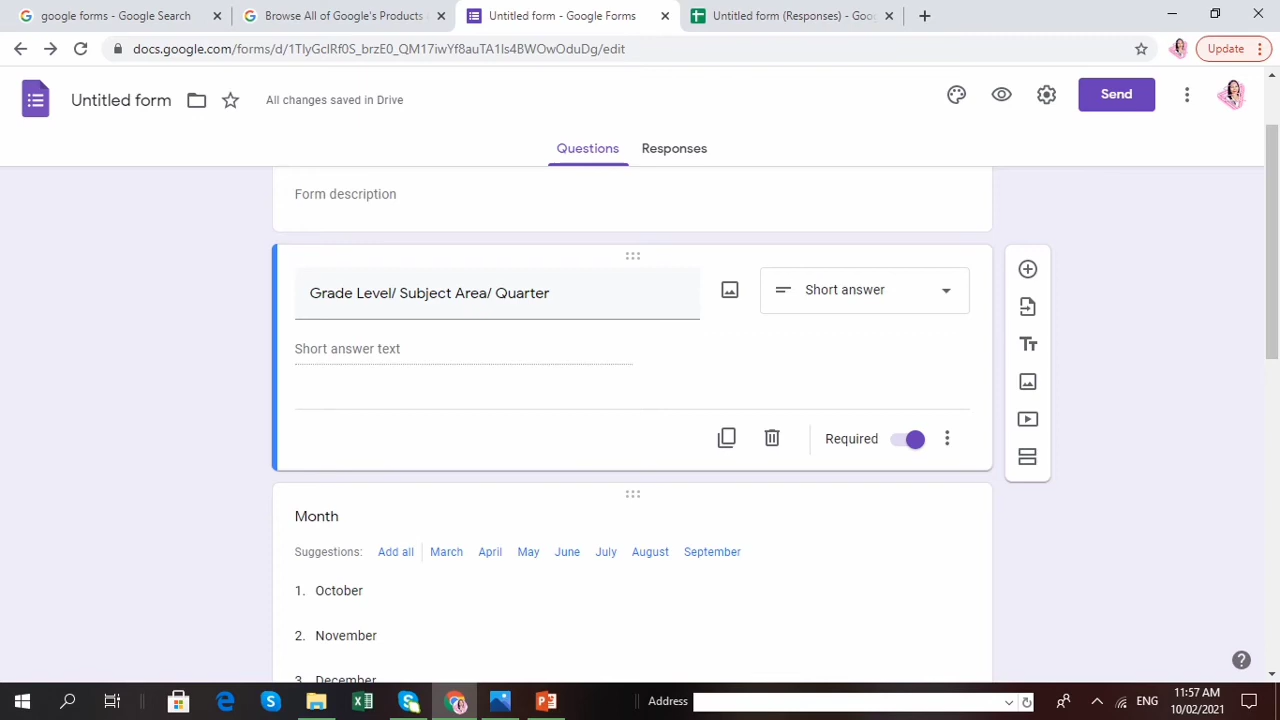 google forms - Google Search
Browse All of Google's Products
Untitled form - Google Forms
Untitled form (Responses) - Goo
docs.google.com/forms/d/1TlyGclRf0S_brzE0_QM17iwYf8auTA1ls4BWOwOduDg/edit
Update
Untitled form
All changes saved in Drive
Send
Questions
Responses
Form description
Grade Level/ Subject Area/ Quarter
Short answer
Short answer text
Required
Month
Suggestions: Add all March April May June July August September
1. October
2. November
3. December
Address
ENG
11:57 AM
10/02/2021